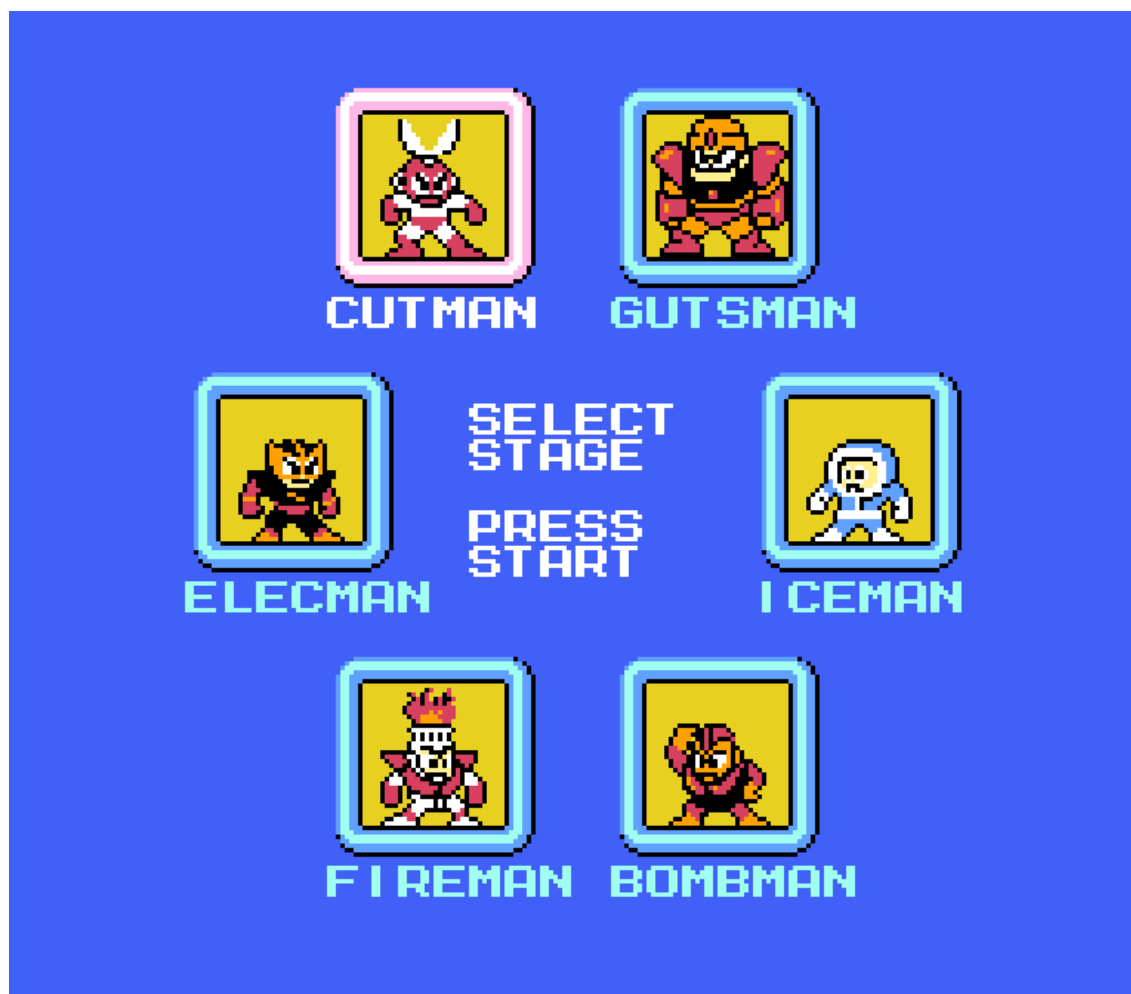 CUTMAN
GUTSMAN
ELECMAN
SELECT
STAGE
PRESS
START
ICEMAN
FIREMAN
BOMBMAN